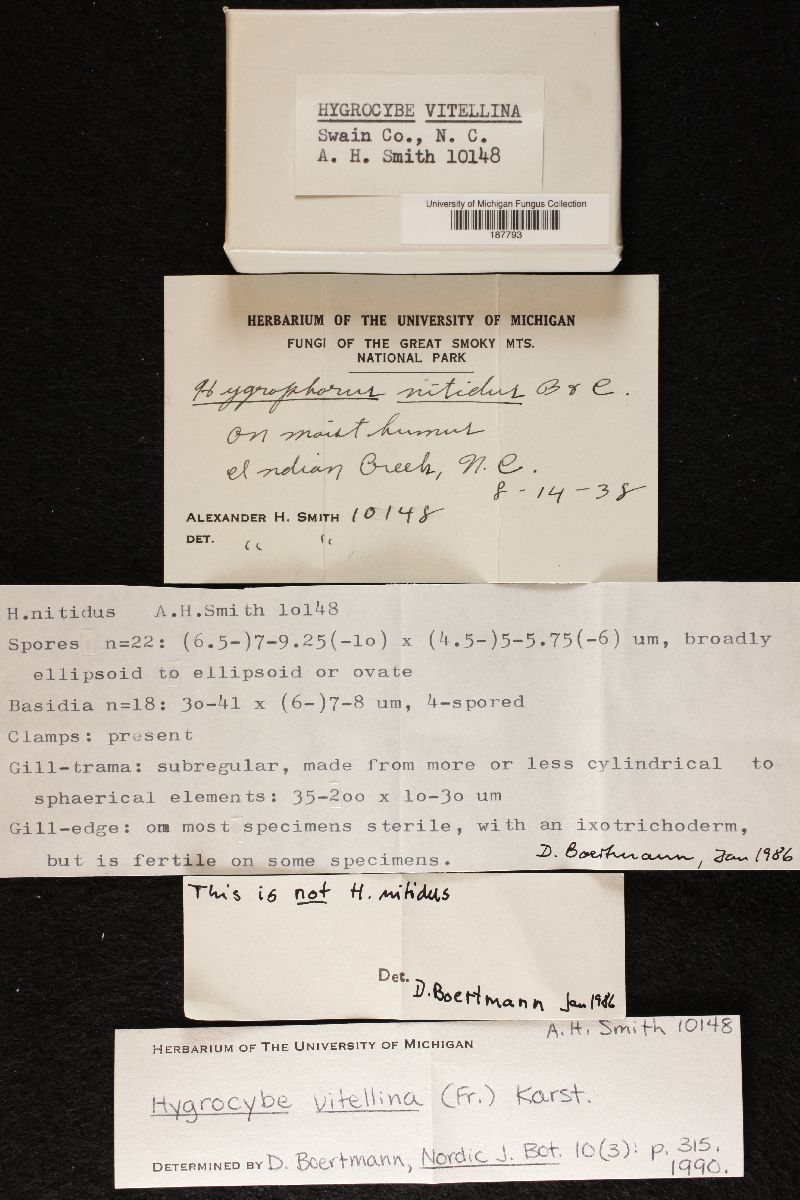 HYGROCYBE VITELLINA
Swain Co., N. C.
A. H. Smith 10148
University of Michigan Fungus Collection
187793
HERBARIUM OF THE UNIVERSITY OF MICHIGAN
FUNGI OF THE GREAT SMOKY MTS.
NATIONAL PARK
Hygrophorus nitidus B & C.
on moist humus
Indian Creek, N.C.
8-14-38
ALEXANDER H. SMITH 10148
DET. " "
H.nitidus A.H.Smith 1o148
Spores n=22: (6.5-)7-9.25(-1o) x (4.5-)5-5.75(-6) um, broadly
ellipsoid to ellipsoid or ovate
Basidia n=18: 3o-41 x (6-)7-8 um, 4-spored
Clamps: present
Gill-trama: subregular, made from more or less cylindrical to
sphaerical elements: 35-2oo x 1o-3o um
Gill-edge: on most specimens sterile, with an ixotrichoderm,
but is fertile on some specimens. D. Boertmann, Jan 1986
This is not H. nitidus
Det. D. Boertmann Jan 1986
A.H. Smith 10148
HERBARIUM OF THE UNIVERSITY OF MICHIGAN
Hygrocybe vitellina (Fr.) Karst.
DETERMINED BY D. Boertmann, Nordic J. Bot. 10(3): p. 315.
1990.